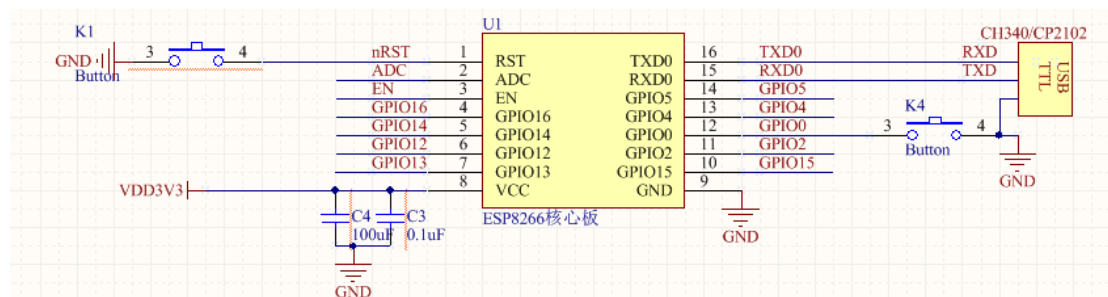 K1
GND
3
4
Button
nRST
ADC
EN
GPIO16
GPIO14
GPIO12
GPIO13
VDD3V3
1
2
3
4
5
6
7
8
C4
100uF
C3
0.1uF
GND
U1
RST
ADC
EN
GPIO16
GPIO14
GPIO12
GPIO13
VCC
TXD0
RXD0
GPIO5
GPIO4
GPIO0
GPIO2
GPIO15
GND
ESP8266核心板
16
15
14
13
12
11
10
9
TXD0
RXD0
GPIO5
GPIO4
GPIO0
GPIO2
GPIO15
GND
CH340/CP2102
RXD
TXD
USB
TTL
K4
3
4
Button
GND